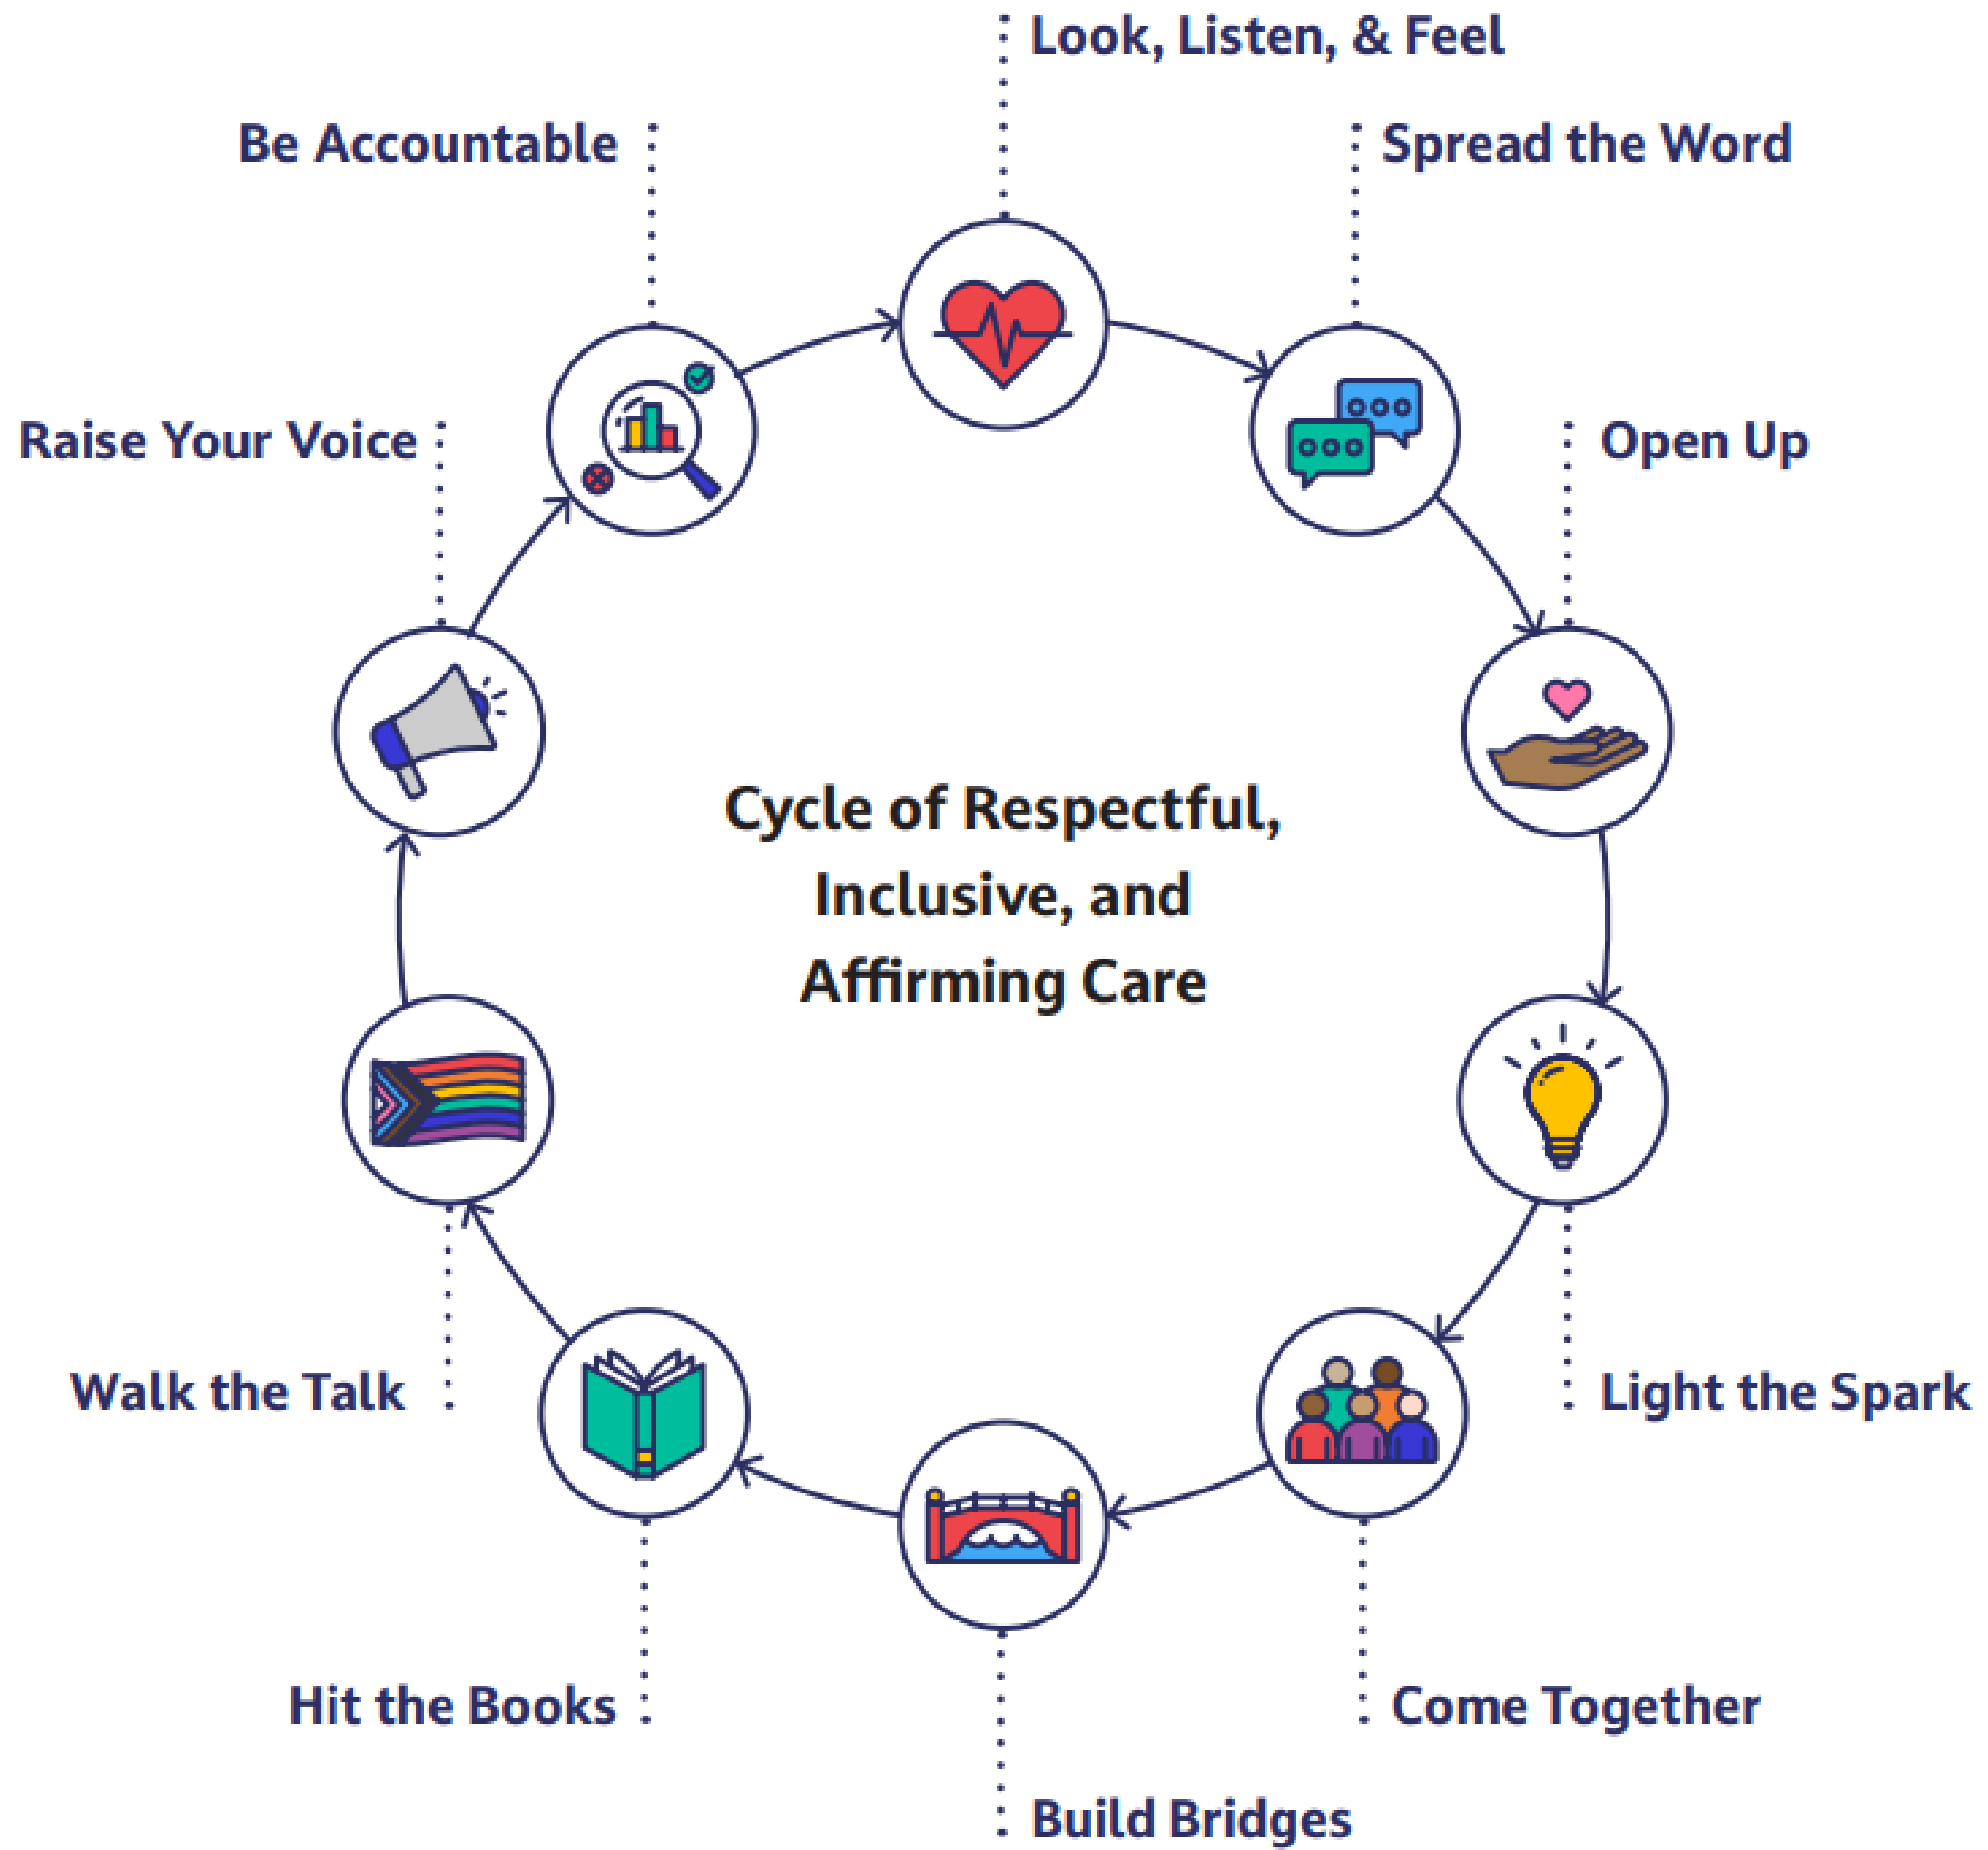 Look, Listen, & Feel
Spread the Word
Open Up
Light the Spark
Come Together
Build Bridges
Hit the Books
Walk the Talk
Raise Your Voice
Be Accountable
Cycle of Respectful,
Inclusive, and
Affirming Care